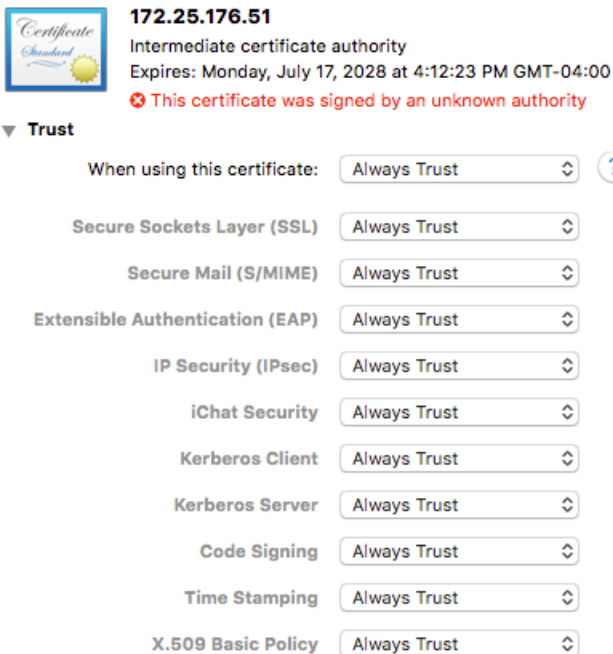 Certificate
Standard
172.25.176.51
Intermediate certificate authority
Expires: Monday, July 17, 2028 at 4:12:23 PM GMT-04:00
This certificate was signed by an unknown authority
Trust
When using this certificate: Always Trust ?
Secure Sockets Layer (SSL) Always Trust
Secure Mail (S/MIME) Always Trust
Extensible Authentication (EAP) Always Trust
IP Security (IPsec) Always Trust
iChat Security Always Trust
Kerberos Client Always Trust
Kerberos Server Always Trust
Code Signing Always Trust
Time Stamping Always Trust
X.509 Basic Policy Always Trust